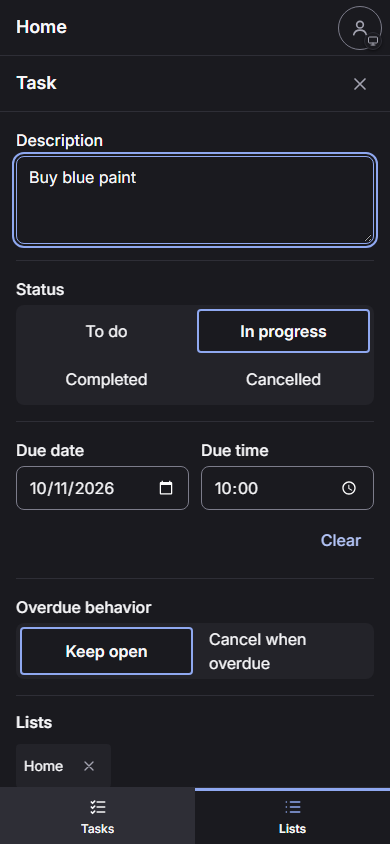 Home
Task
Description
Buy blue paint
Status
To do
In progress
Completed
Cancelled
Due date
Due time
10/11/2026
10:00
Clear
Overdue behavior
Keep open
Cancel when
overdue
Lists
Home
Tasks
Lists